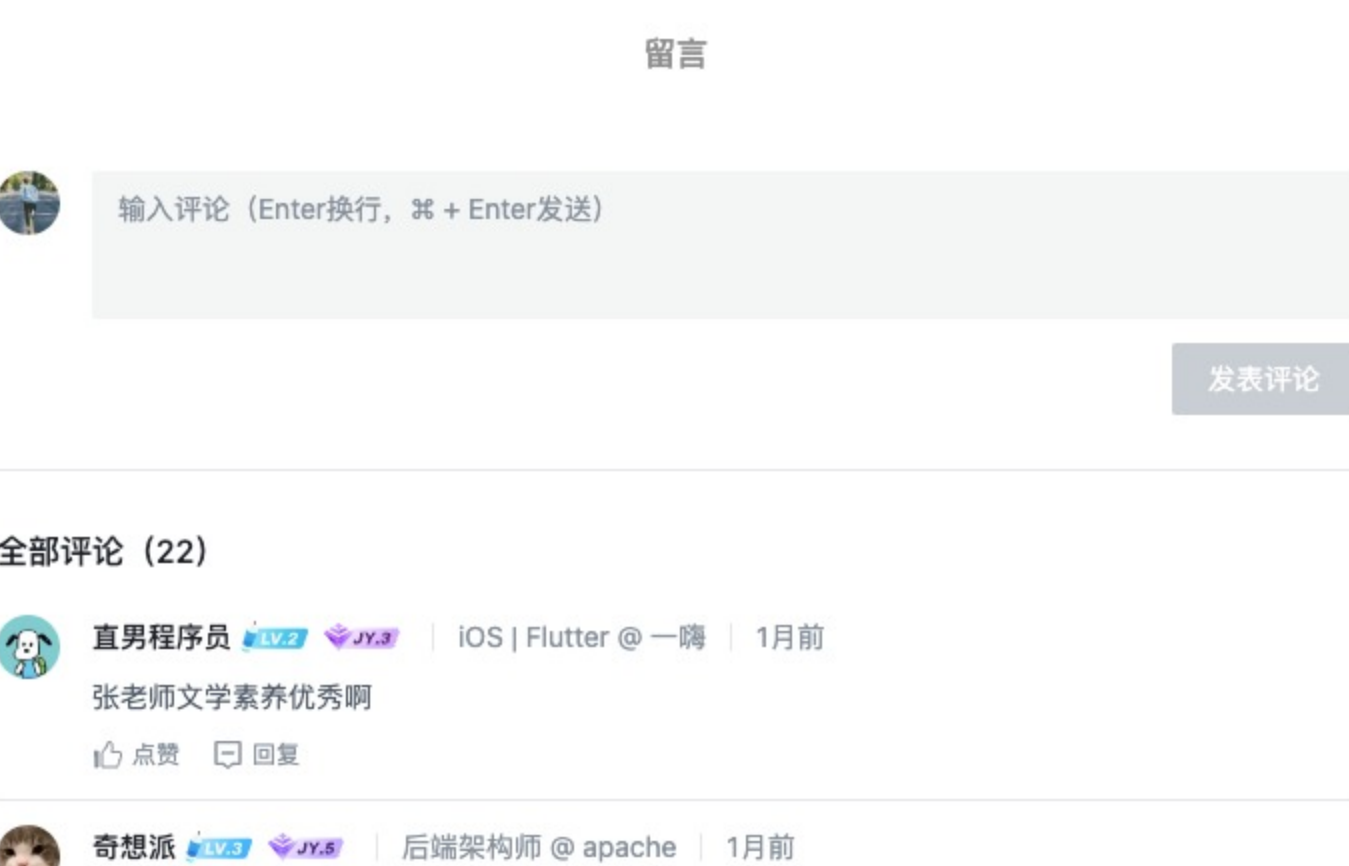 留言
输入评论（Enter换行，⌘ + Enter发送）
发表评论
全部评论（22）
直男程序员 LV.2 JY.3 iOS | Flutter @ 一嗨 1月前
张老师文学素养优秀啊
点赞 回复
奇想派 LV.3 JY.5 后端架构师 @ apache 1月前